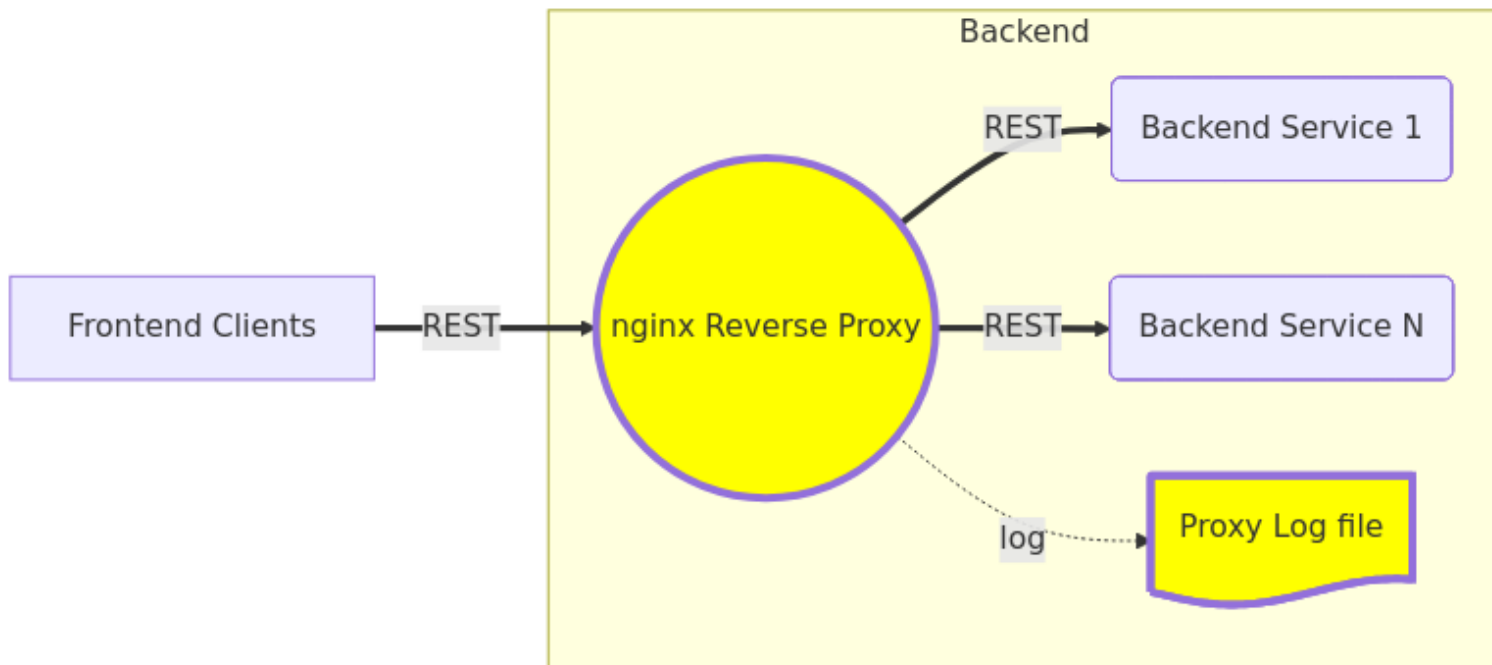 Backend
REST
Backend Service 1
Frontend Clients
REST
nginx Reverse Proxy
REST
Backend Service N
Proxy Log file
log